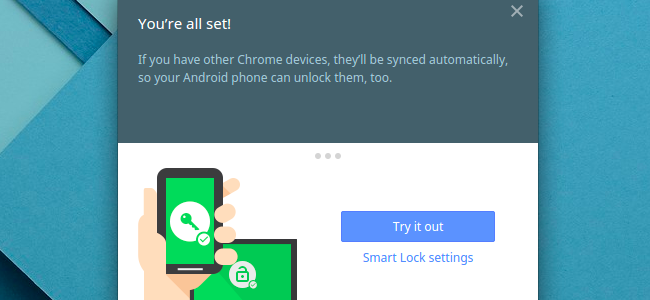 You're all set!
If you have other Chrome devices, they'll be synced automatically,
so your Android phone can unlock them, too.
Try it out
Smart Lock settings